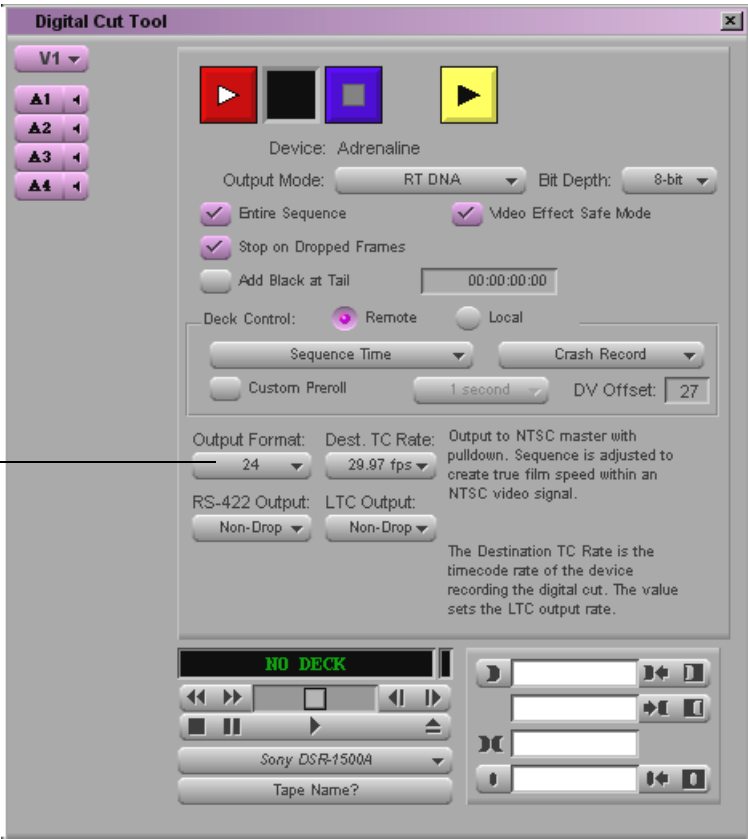 Digital Cut Tool
V1
A1
A2
A3
A4
Device: Adrenaline
Output Mode: RT DNA Bit Depth: 8-bit
Entire Sequence Video Effect Safe Mode
Stop on Dropped Frames
Add Black at Tail 00:00:00:00
Deck Control: Remote Local
Sequence Time Crash Record
Custom Preroll 1 second DV Offset: 27
Output Format: Dest. TC Rate:
24 29.97 fps
RS-422 Output: LTC Output:
Non-Drop Non-Drop
Output to NTSC master with
pulldown. Sequence is adjusted to
create true film speed within an
NTSC video signal.
The Destination TC Rate is the
timecode rate of the device
recording the digital cut. The value
sets the LTC output rate.
NO DECK
Sony DSR-1500A
Tape Name?